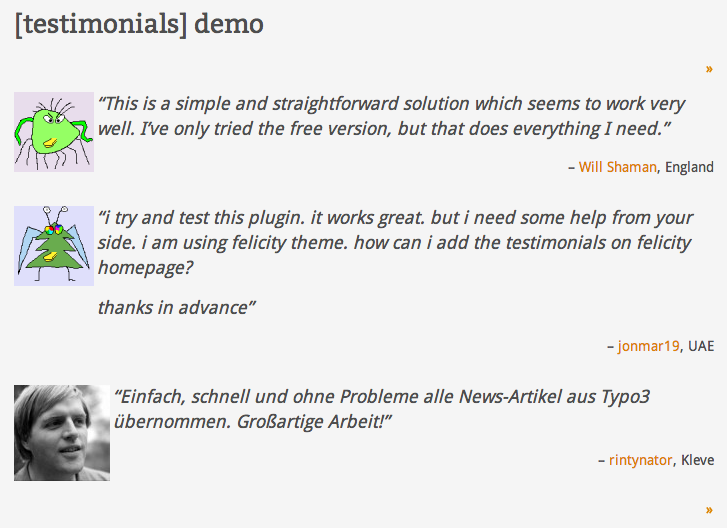 [testimonials] demo
»
“This is a simple and straightforward solution which seems to work very
well. I’ve only tried the free version, but that does everything I need.”
– Will Shaman, England
“i try and test this plugin. it works great. but i need some help from your
side. i am using felicity theme. how can i add the testimonials on felicity
homepage?
thanks in advance”
– jonmar19, UAE
“Einfach, schnell und ohne Probleme alle News-Artikel aus Typo3
übernommen. Großartige Arbeit!”
– rintynator, Kleve
»